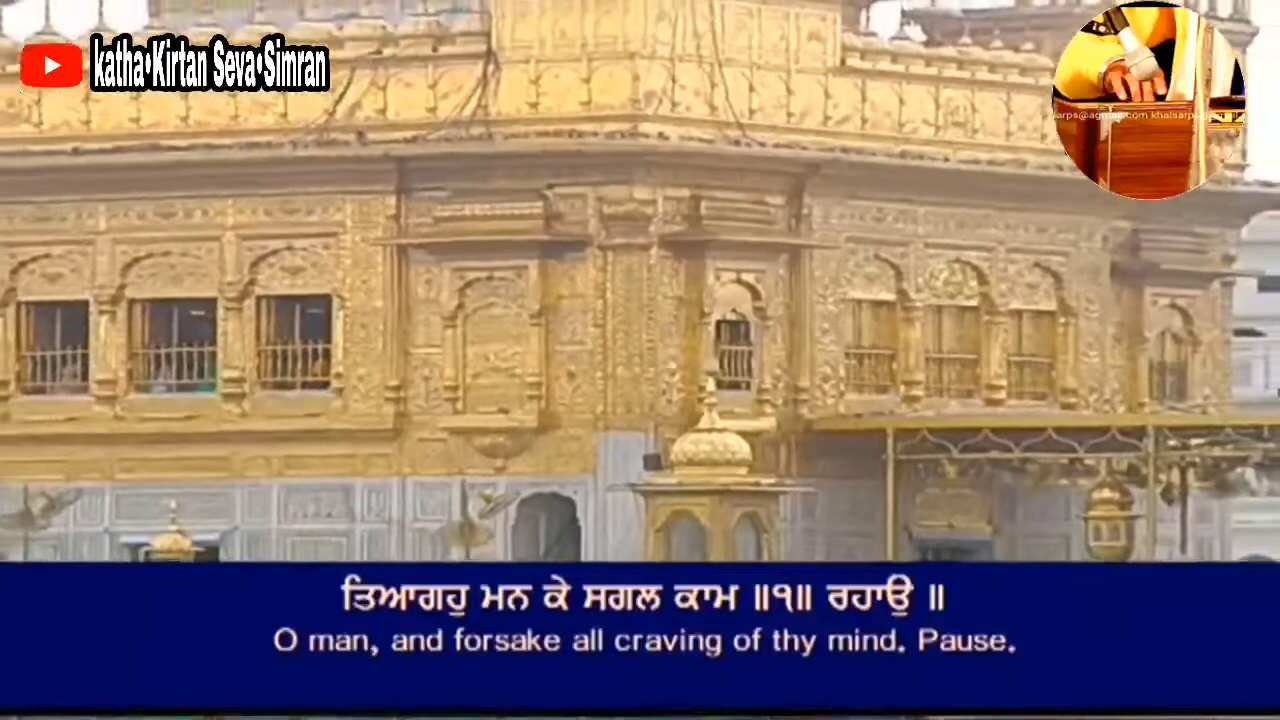 katha•Kirtan Seva•Simran
ਤਿਆਗਹੁ ਮਨ ਕੇ ਸਗਲ ਕਾਮ ॥੧॥ ਰਹਾਉ ॥
O man, and forsake all craving of thy mind. Pause.